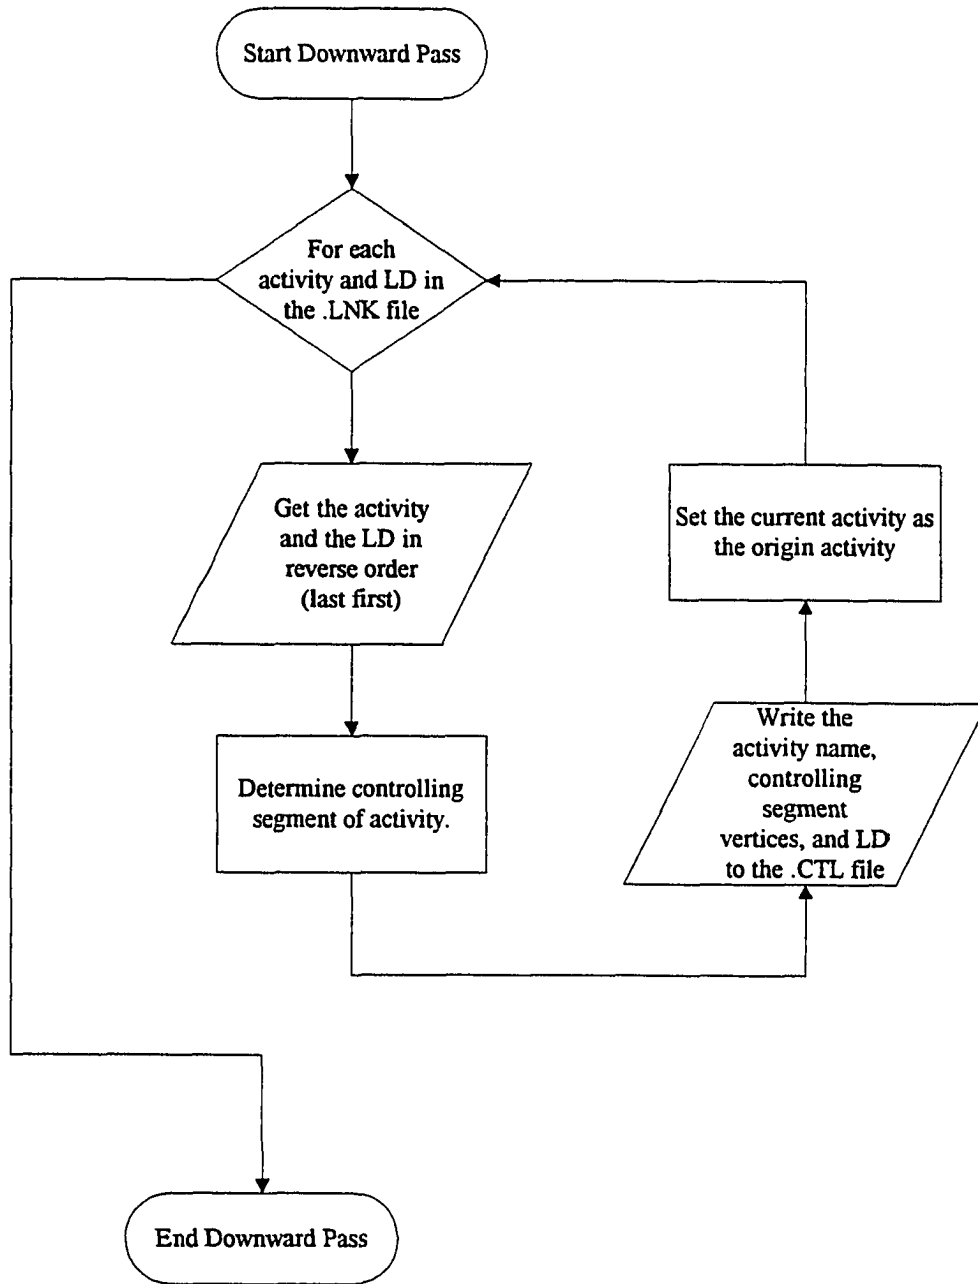 Start Downward Pass
For each
activity and LD in
the .LNK file
Get the activity
and the LD in
reverse order
(last first)
Determine controlling
segment of activity.
Write the
activity name,
controlling
segment
vertices, and LD
to the .CTL file
Set the current activity as
the origin activity
End Downward Pass